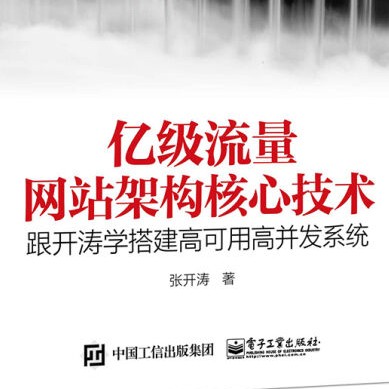 亿级流量
网站架构核心技术
跟开涛学搭建高可用高并发系统
张开涛 著
中国工信出版集团
電子工業出版社
PUBLISHING HOUSE OF ELECTRONICS INDUSTRY